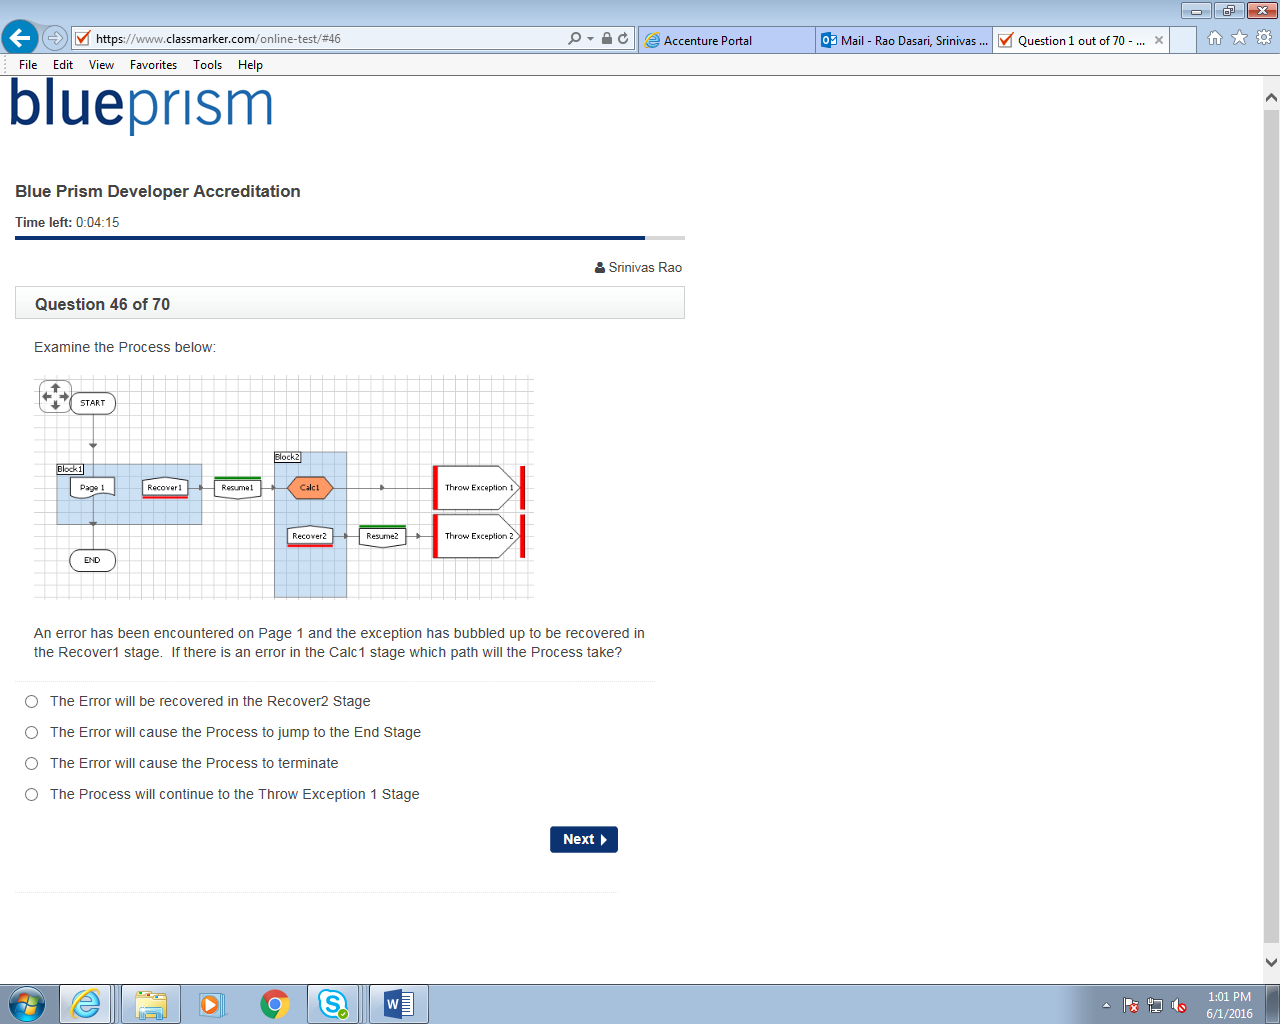 https://www.classmarker.com/online-test/#46
Accenture Portal
Mail - Rao Dasari, Srinivas ...
Question 1 out of 70 - ...
File Edit View Favorites Tools Help
blueprism
Blue Prism Developer Accreditation
Time left: 0:04:15
Srinivas Rao
Question 46 of 70
Examine the Process below:
START
Block1
Block2
Page 1
Recover1
Resume1
Calc1
Throw Exception 1
Recover2
Resume2
Throw Exception 2
END
An error has been encountered on Page 1 and the exception has bubbled up to be recovered in
the Recover1 stage. If there is an error in the Calc1 stage which path will the Process take?
The Error will be recovered in the Recover2 Stage
The Error will cause the Process to jump to the End Stage
The Error will cause the Process to terminate
The Process will continue to the Throw Exception 1 Stage
Next
1:01 PM
6/1/2016